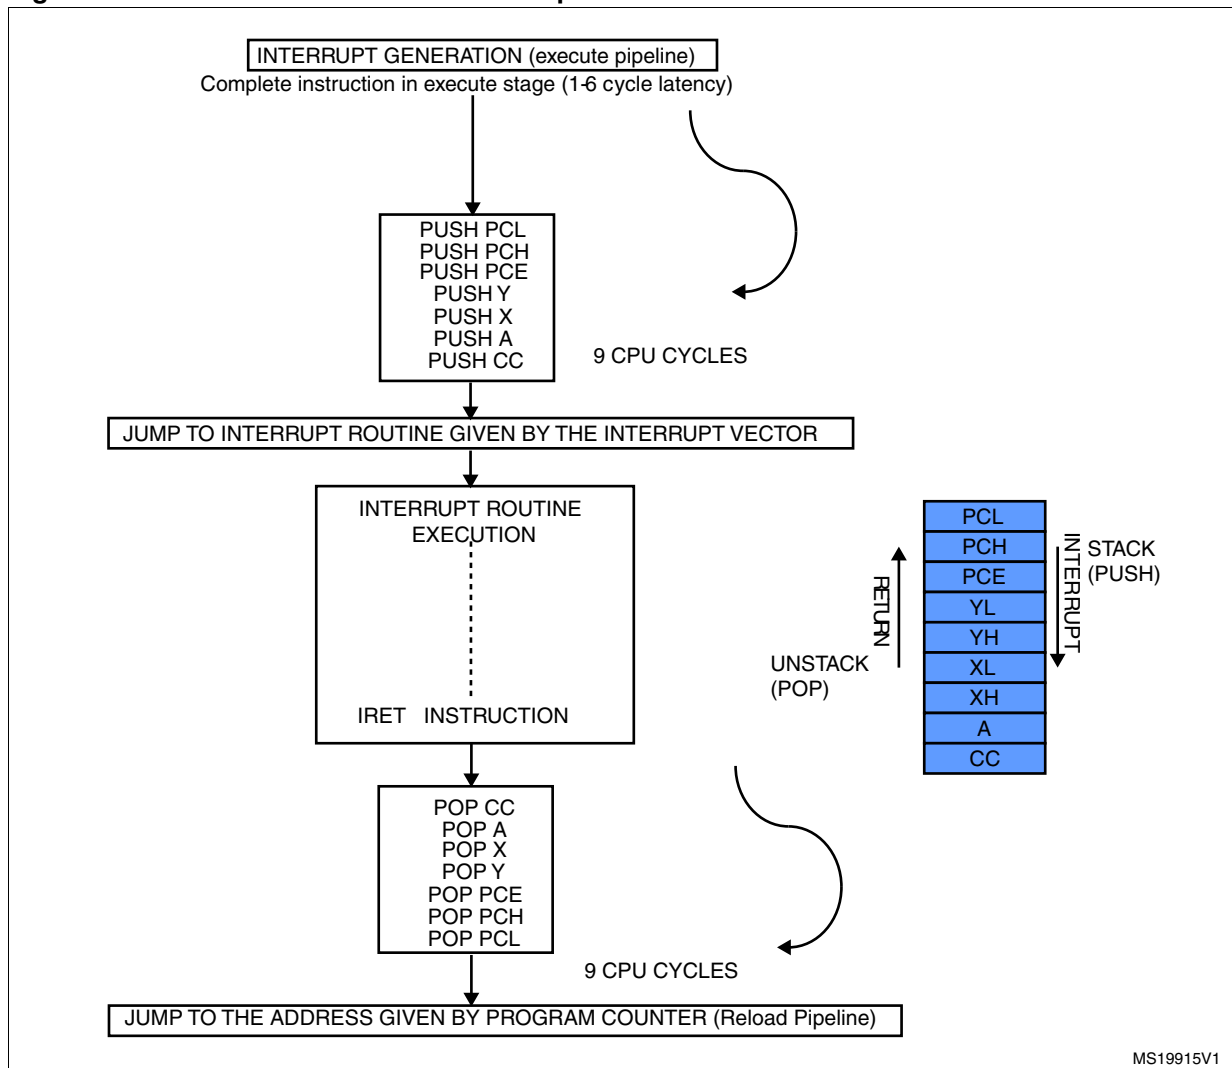 INTERRUPT GENERATION (execute pipeline)
Complete instruction in execute stage (1-6 cycle latency)
PUSH PCL
PUSH PCH
PUSH PCE
PUSH Y
PUSH X
PUSH A
PUSH CC
9 CPU CYCLES
JUMP TO INTERRUPT ROUTINE GIVEN BY THE INTERRUPT VECTOR
INTERRUPT ROUTINE
EXECUTION
IRET INSTRUCTION
PCL
PCH
PCE
YL
YH
XL
XH
A
CC
RETURN
INTERRUPT
STACK
(PUSH)
UNSTACK
(POP)
POP CC
POP A
POP X
POP Y
POP PCE
POP PCH
POP PCL
9 CPU CYCLES
JUMP TO THE ADDRESS GIVEN BY PROGRAM COUNTER (Reload Pipeline)
MS19915V1